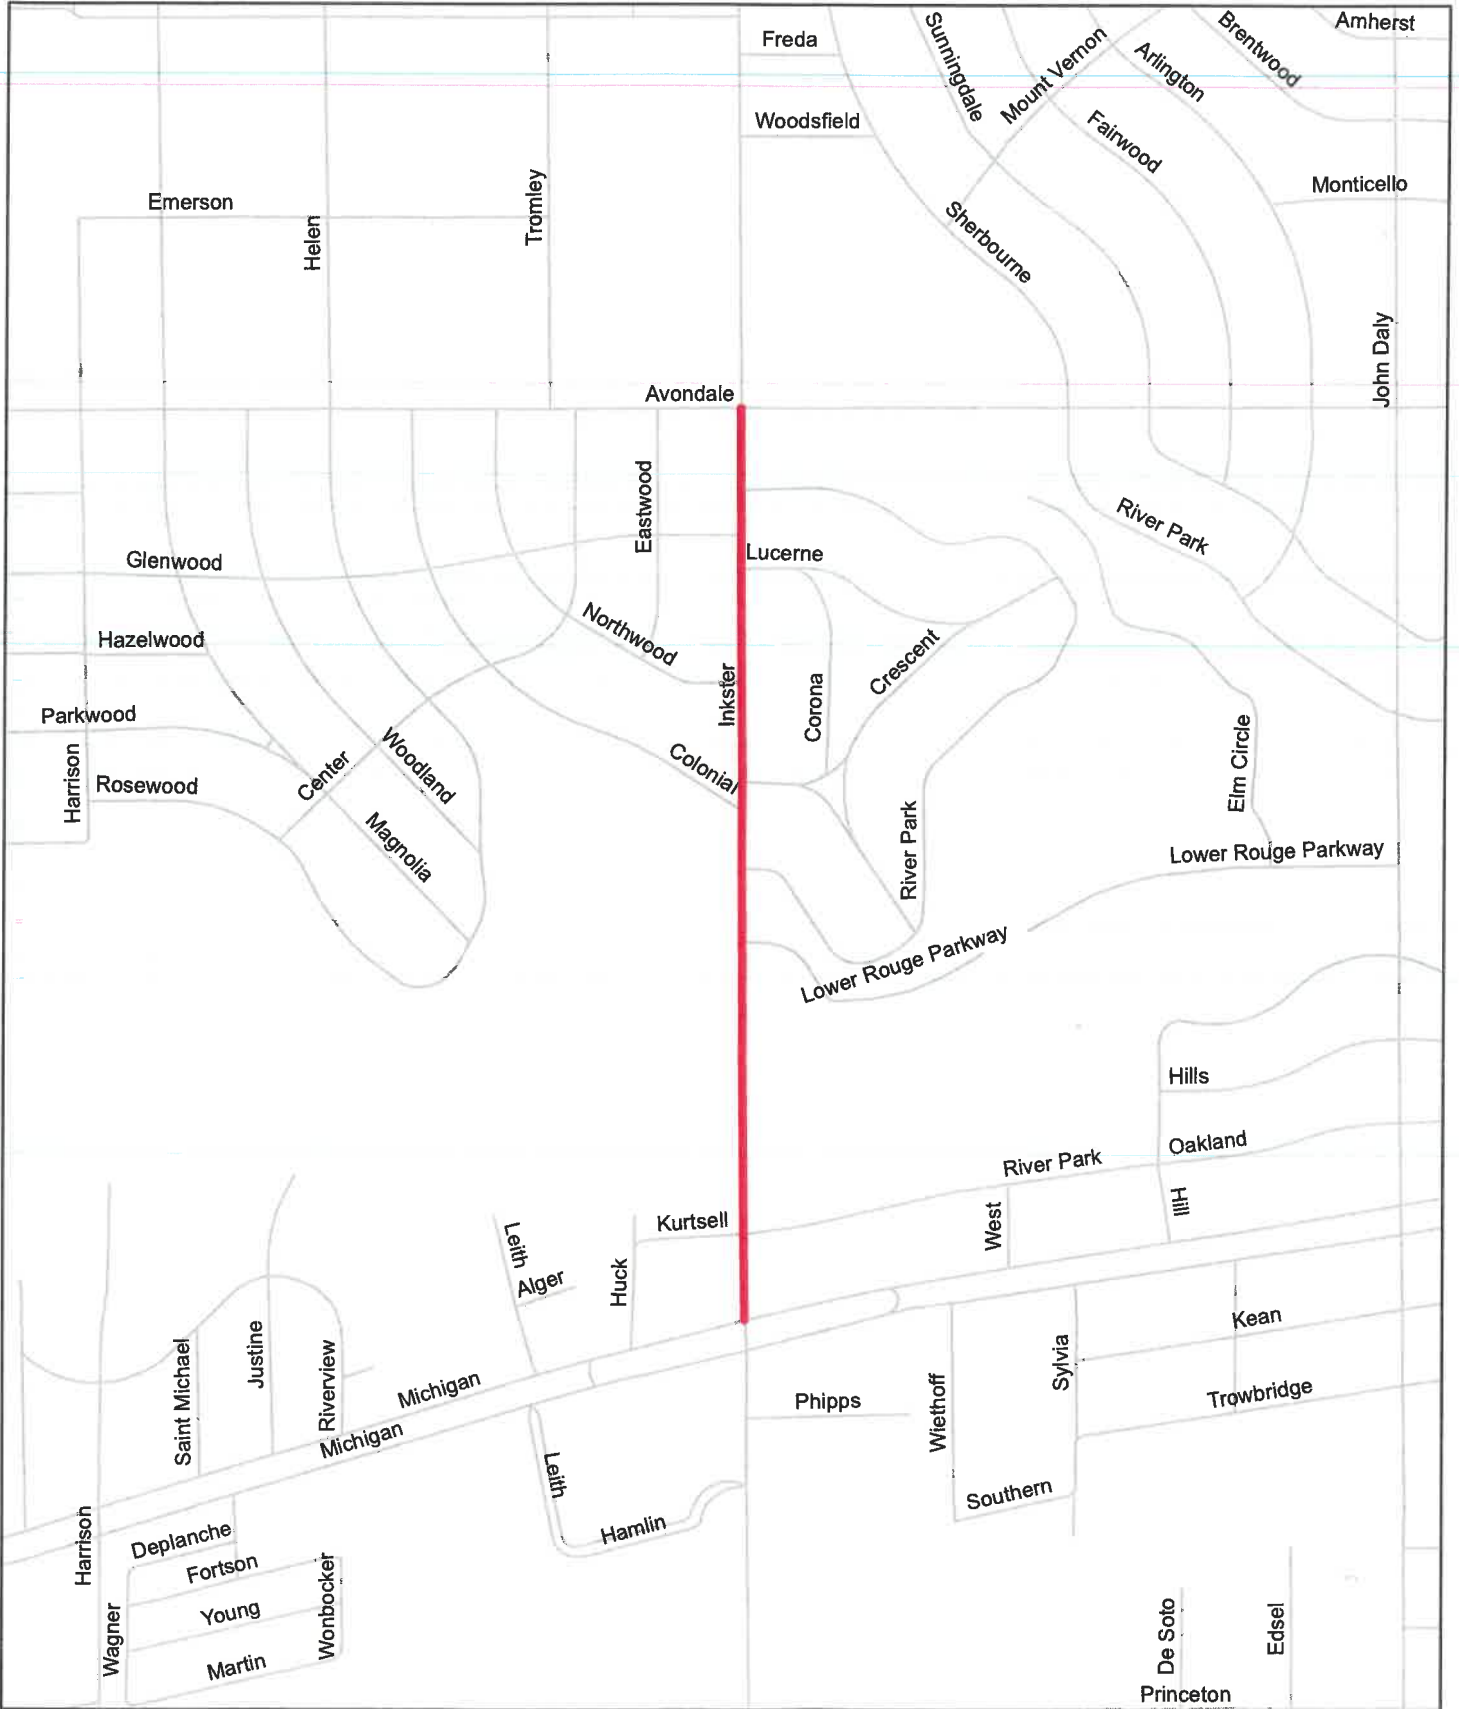 Amherst
Brentwood
Sunningdale
Freda
Mount Vernon
Arlington
Woodsfield
Fairwood
Monticello
Emerson
Helen
Tromley
Sherbourne
John Daly
Avondale
Eastwood
River Park
Lucerne
Glenwood
Northwood
Hazelwood
Crescent
Inkster
Corona
Parkwood
Elm Circle
Harrison
Woodland
Center
Colonial
Rosewood
Magnolia
River Park
Lower Rouge Parkway
Lower Rouge Parkway
Hills
Oakland
River Park
Hill
West
Kurtsell
Leith
Alger
Huck
Kean
Saint Michael
Justine
Riverview
Sylvia
Michigan
Trowbridge
Phipps
Wiethoff
Michigan
Leith
Southern
Harrison
Deplanche
Hamlin
Fortson
Wonbocker
Young
Wagner
De Soto
Edsel
Martin
Princeton